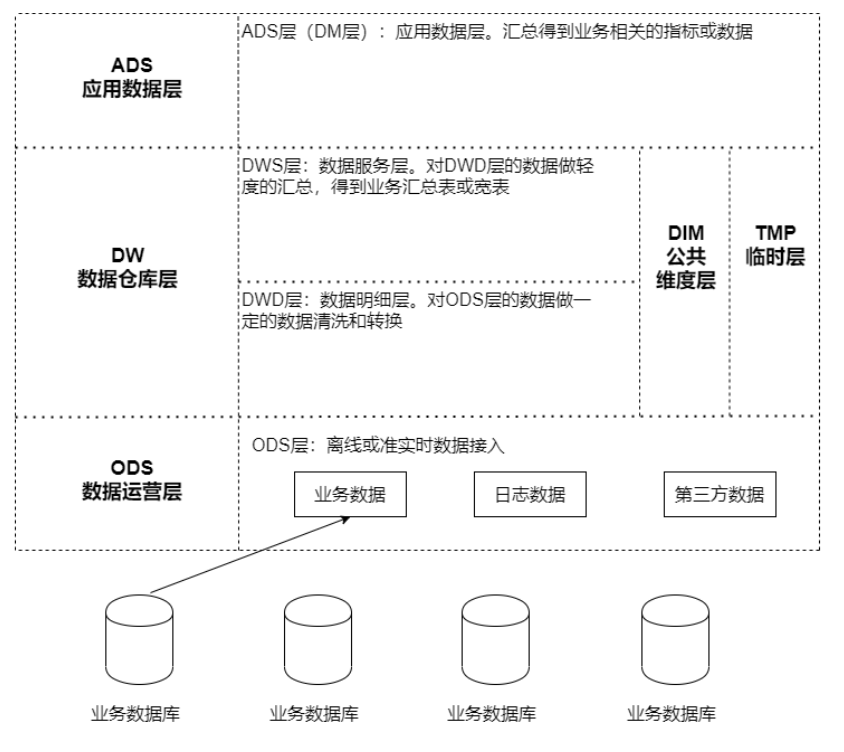 ADS
应用数据层
ADS层（DM层）：应用数据层。汇总得到业务相关的指标或数据
DW
数据仓库层
DWS层：数据服务层。对DWD层的数据做轻
度的汇总，得到业务汇总表或宽表
DWD层：数据明细层。对ODS层的数据做一
定的数据清洗和转换
DIM
公共
维度层
TMP
临时层
ODS
数据运营层
ODS层：离线或准实时数据接入
业务数据
日志数据
第三方数据
业务数据库
业务数据库
业务数据库
业务数据库